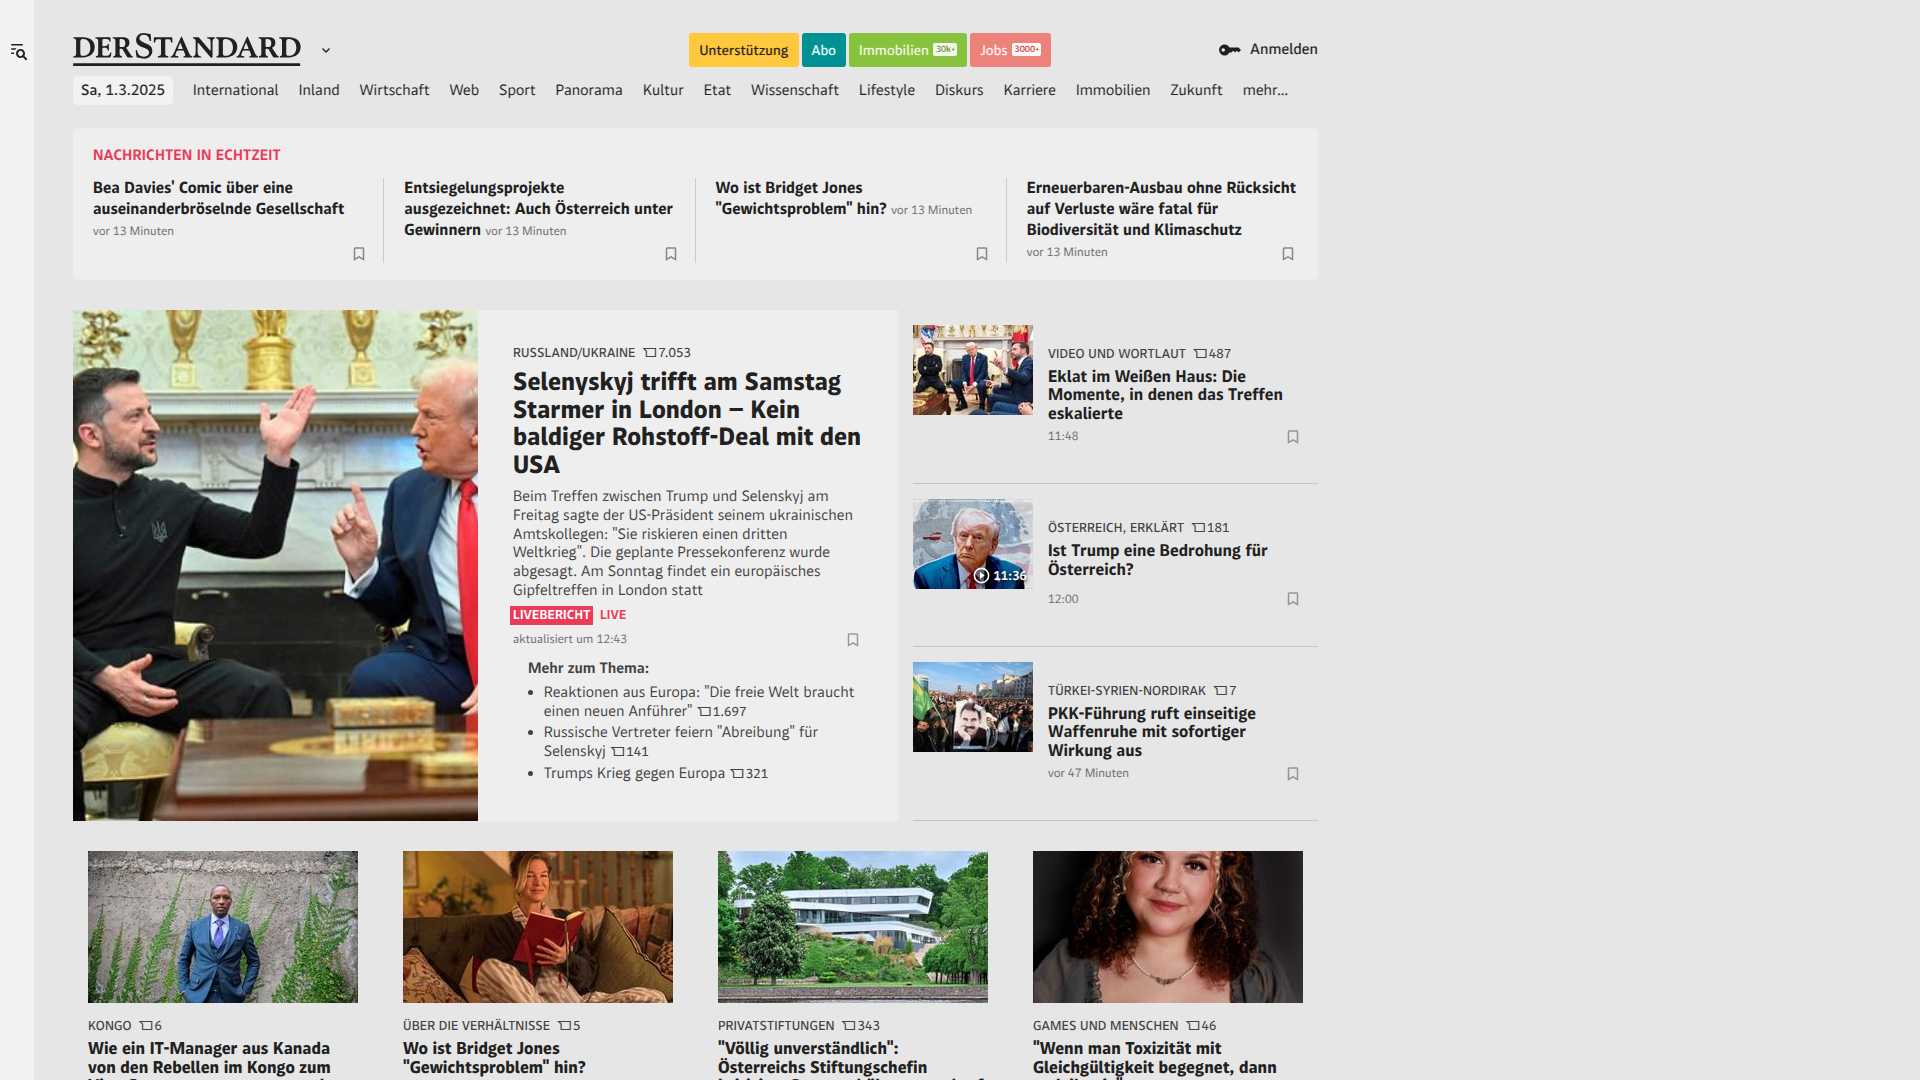 DERSTANDARD
Unterstützung
Abo
Immobilien 30k+
Jobs 3000+
Anmelden
Sa, 1.3.2025
International
Inland
Wirtschaft
Web
Sport
Panorama
Kultur
Etat
Wissenschaft
Lifestyle
Diskurs
Karriere
Immobilien
Zukunft
mehr...
NACHRICHTEN IN ECHTZEIT
Bea Davies' Comic über eine
auseinanderbröselnde Gesellschaft
vor 13 Minuten
Entsiegelungsprojekte
ausgezeichnet: Auch Österreich unter
Gewinnern vor 13 Minuten
Wo ist Bridget Jones
"Gewichtsproblem" hin? vor 13 Minuten
Erneuerbaren-Ausbau ohne Rücksicht
auf Verluste wäre fatal für
Biodiversität und Klimaschutz
vor 13 Minuten
RUSSLAND/UKRAINE 7.053
Selenyskyj trifft am Samstag
Starmer in London – Kein
baldiger Rohstoff-Deal mit den
USA
Beim Treffen zwischen Trump und Selenskyj am
Freitag sagte der US-Präsident seinem ukrainischen
Amtskollegen: "Sie riskieren einen dritten
Weltkrieg". Die geplante Pressekonferenz wurde
abgesagt. Am Sonntag findet ein europäisches
Gipfeltreffen in London statt
LIVEBERICHT LIVE
aktualisiert um 12:43
Mehr zum Thema:
Reaktionen aus Europa: "Die freie Welt braucht
einen neuen Anführer" 1.697
Russische Vertreter feiern "Abreibung" für
Selenskyj 141
Trumps Krieg gegen Europa 321
VIDEO UND WORTLAUT 487
Eklat im Weißen Haus: Die
Momente, in denen das Treffen
eskalierte
11:48
11:36
ÖSTERREICH, ERKLÄRT 181
Ist Trump eine Bedrohung für
Österreich?
12:00
TÜRKEI-SYRIEN-NORDIRAK 7
PKK-Führung ruft einseitige
Waffenruhe mit sofortiger
Wirkung aus
vor 47 Minuten
KONGO 6
Wie ein IT-Manager aus Kanada
von den Rebellen im Kongo zum
ÜBER DIE VERHÄLTNISSE 5
Wo ist Bridget Jones
"Gewichtsproblem" hin?
PRIVATSTIFTUNGEN 343
"Völlig unverständlich":
Österreichs Stiftungschefin
GAMES UND MENSCHEN 46
"Wenn man Toxizität mit
Gleichgültigkeit begegnet, dann